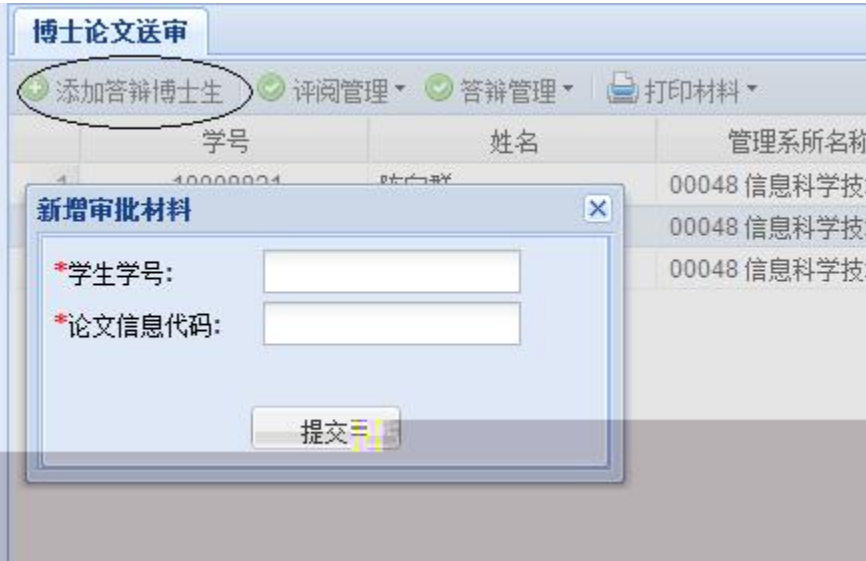 博士论文送审
添加答辩博士生 评阅管理 答辩管理 打印材料
学号 姓名 管理系所名称
00048 信息科学技
新增审批材料
00048 信息科学技
*学生学号:
00048 信息科学技
*论文信息代码:
提交